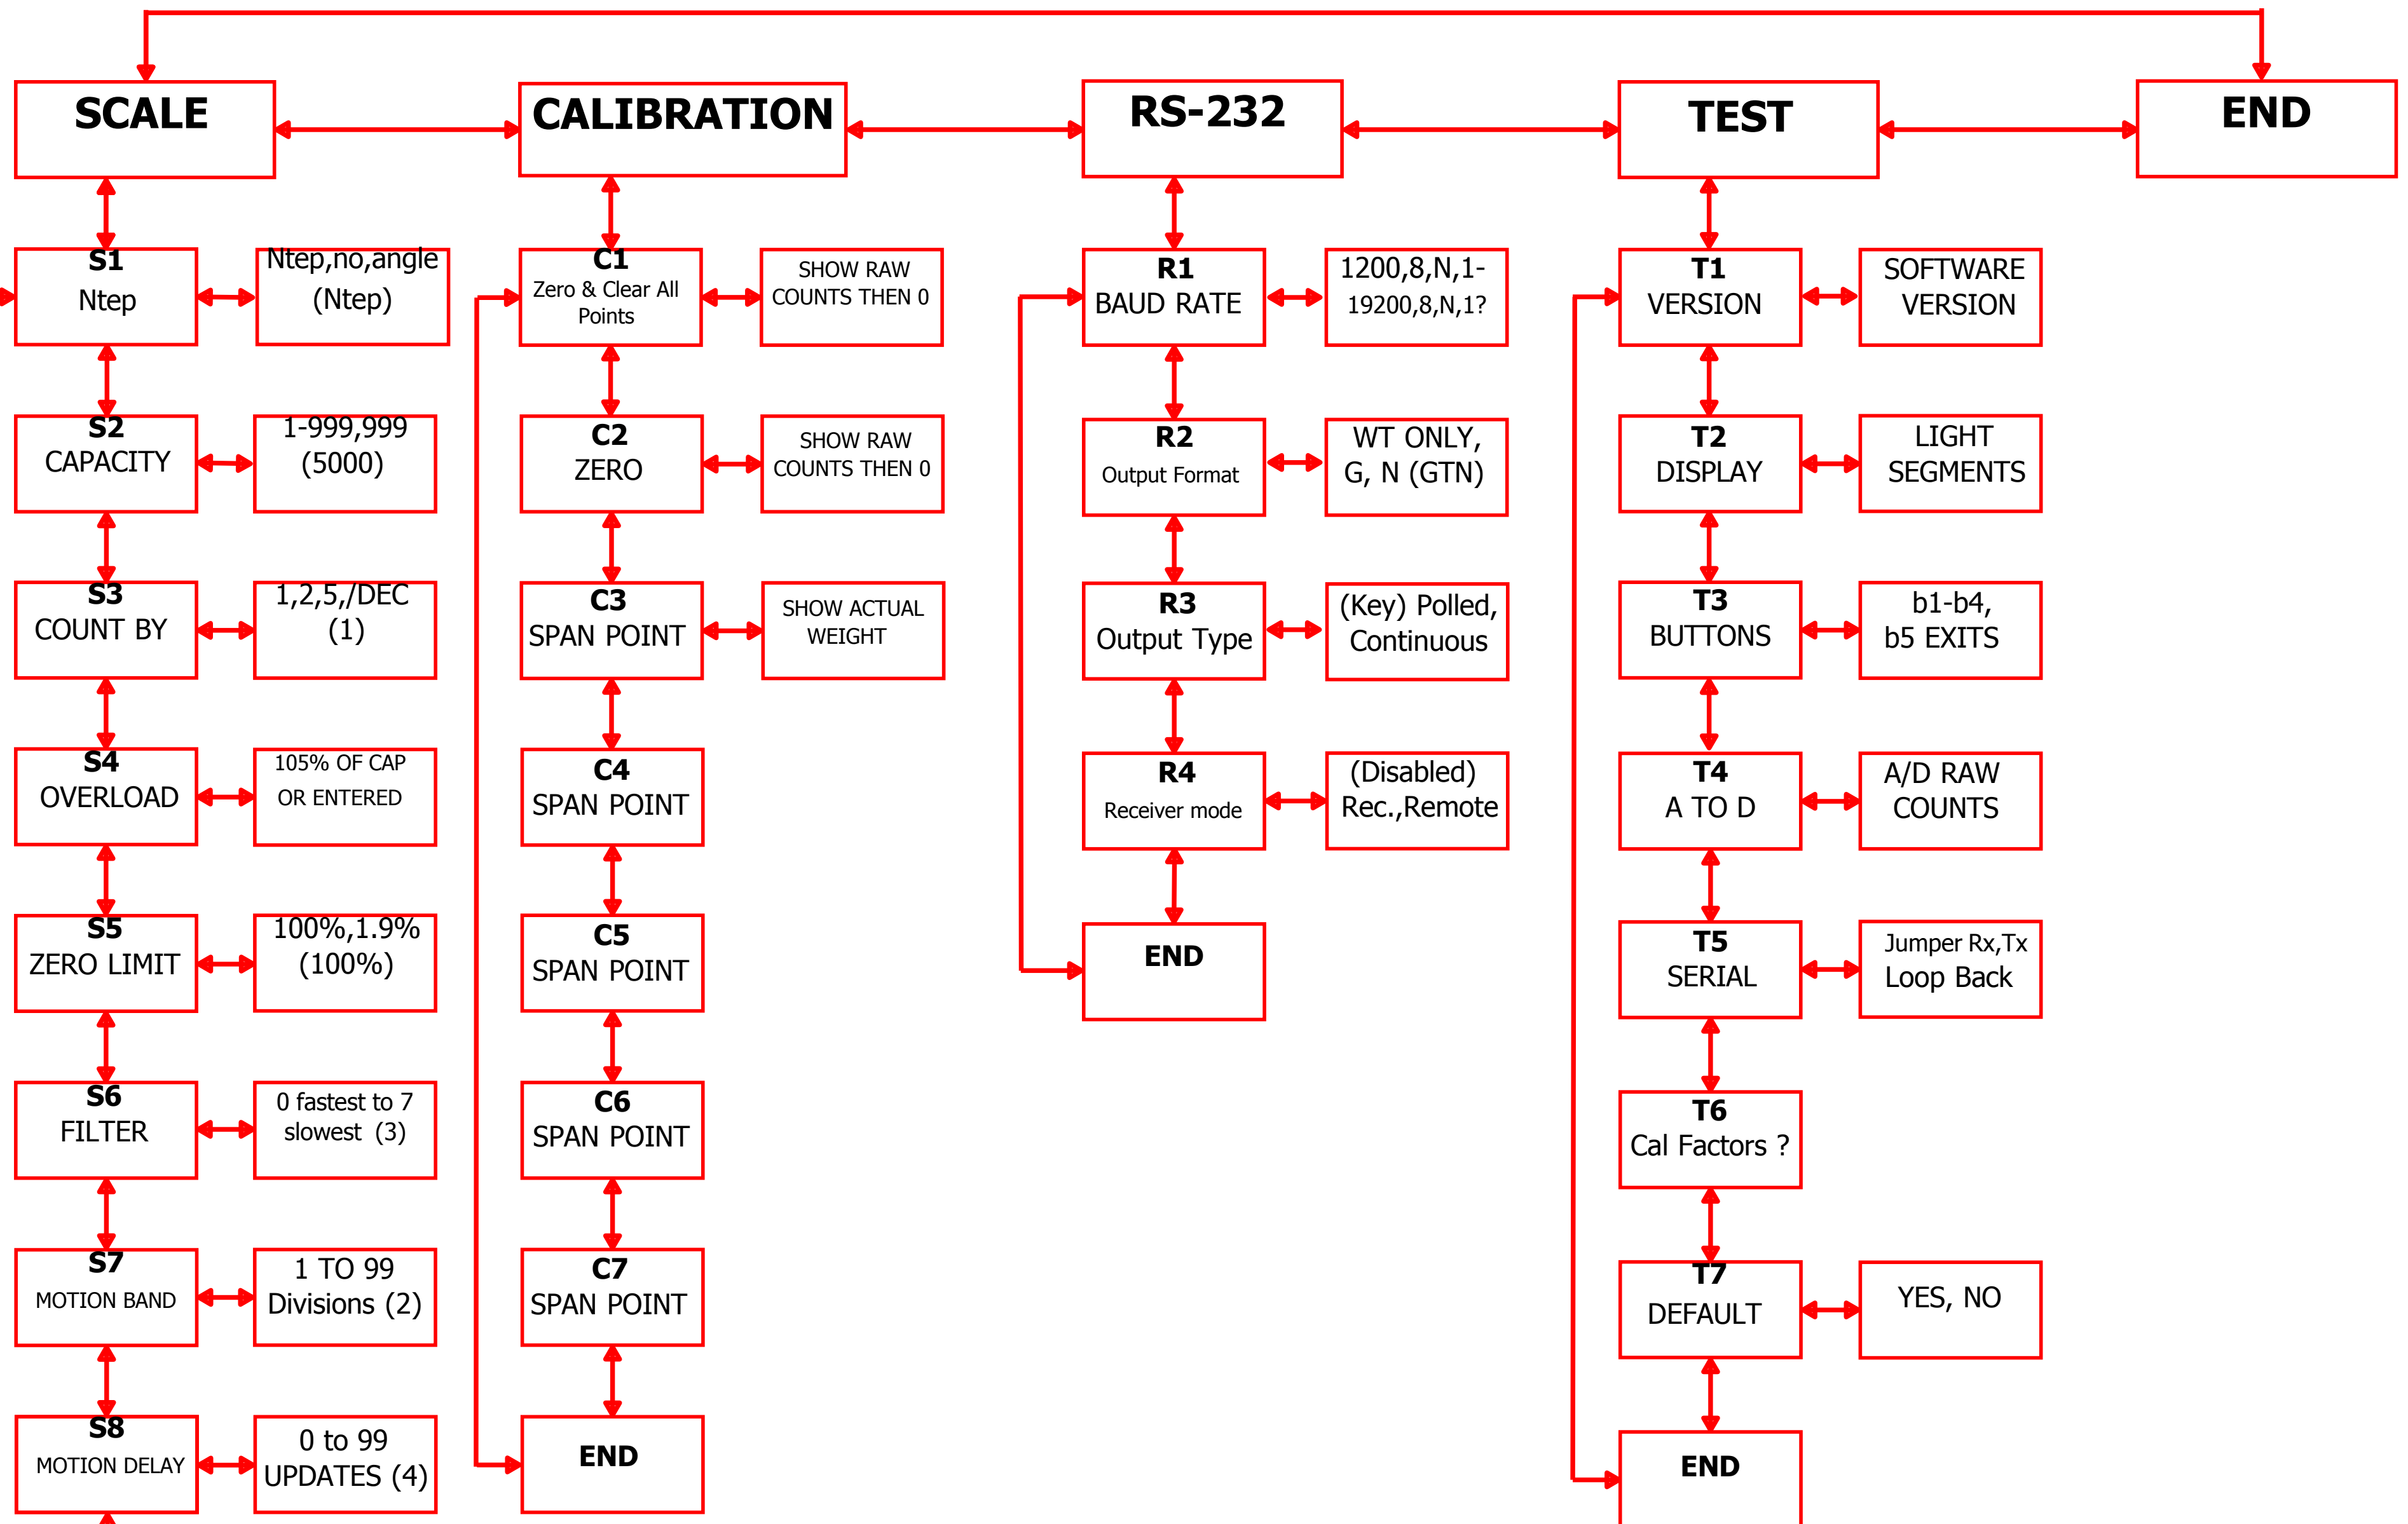 SCALE
CALIBRATION
RS-232
TEST
END
S1
Ntep
Ntep,no,angle
(Ntep)
S2
CAPACITY
1-999,999
(5000)
S3
COUNT BY
1,2,5,/DEC
(1)
S4
OVERLOAD
105% OF CAP
OR ENTERED
S5
ZERO LIMIT
100%,1.9%
(100%)
S6
FILTER
0 fastest to 7
slowest (3)
S7
MOTION BAND
1 TO 99
Divisions (2)
S8
MOTION DELAY
0 to 99
UPDATES (4)
C1
Zero & Clear All
Points
SHOW RAW
COUNTS THEN 0
C2
ZERO
SHOW RAW
COUNTS THEN 0
C3
SPAN POINT
SHOW ACTUAL
WEIGHT
C4
SPAN POINT
C5
SPAN POINT
C6
SPAN POINT
C7
SPAN POINT
END
R1
BAUD RATE
1200,8,N,1-
19200,8,N,1?
R2
Output Format
WT ONLY,
G, N (GTN)
R3
Output Type
(Key) Polled,
Continuous
R4
Receiver mode
(Disabled)
Rec.,Remote
END
T1
VERSION
SOFTWARE
VERSION
T2
DISPLAY
LIGHT
SEGMENTS
T3
BUTTONS
b1-b4,
b5 EXITS
T4
A TO D
A/D RAW
COUNTS
T5
SERIAL
Jumper Rx,Tx
Loop Back
T6
Cal Factors ?
T7
DEFAULT
YES, NO
END